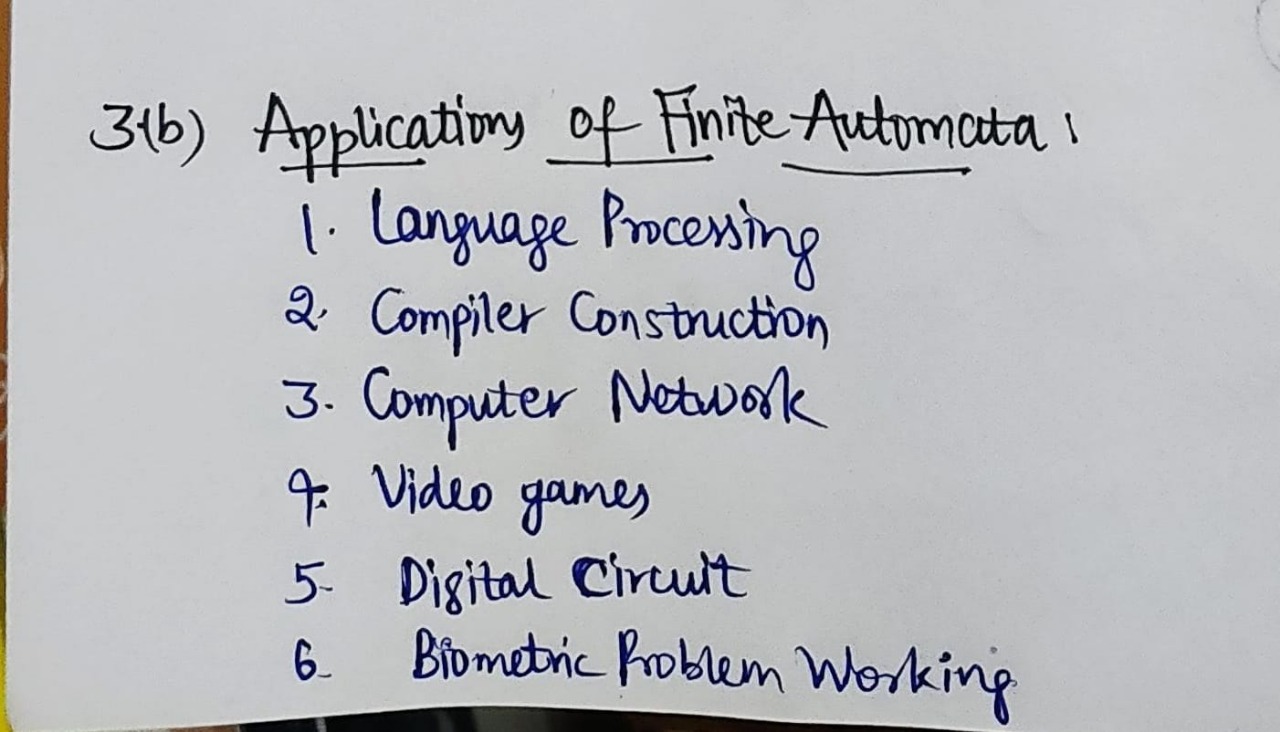 3(b) Applications of Finite Automata:
1. Language Processing
2. Compiler Construction
3. Computer Network
4. Video games
5- Digital Circuit
6- Biometric Problem Working